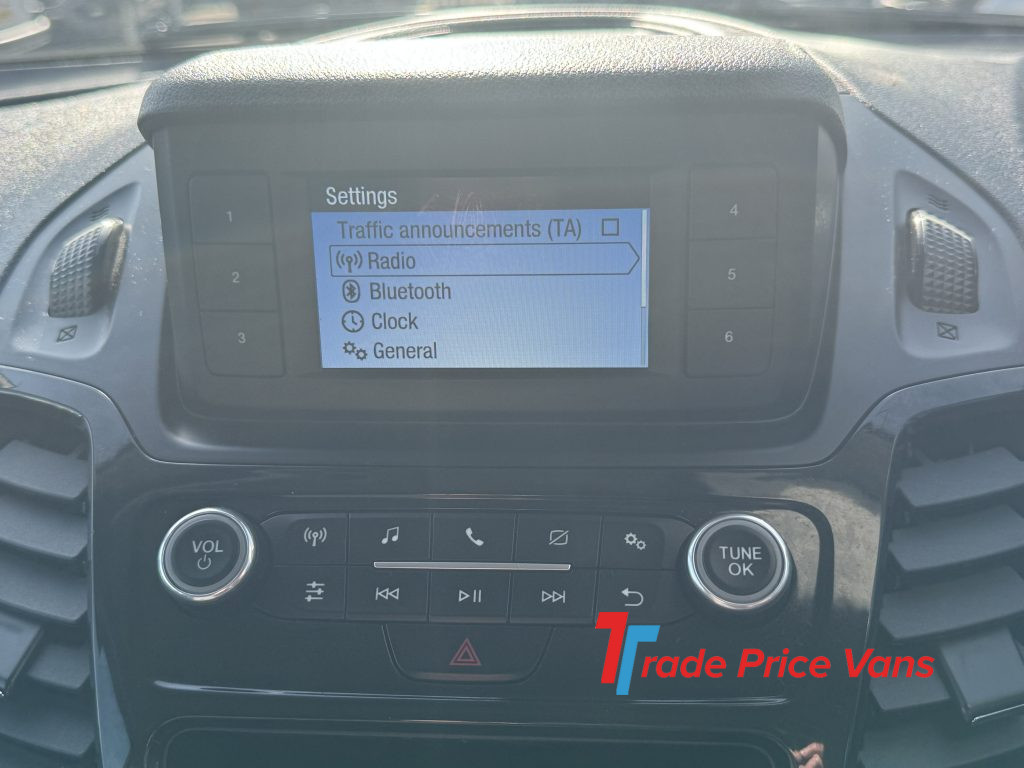 Settings
Traffic announcements (TA)
Radio
Bluetooth
Clock
General
1
2
3
4
5
6
VOL
TUNE
OK
Trade Price Vans